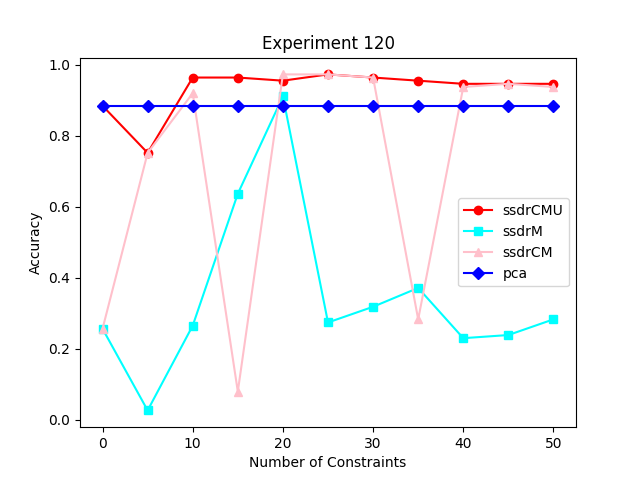 Experiment 120
Accuracy
1.0
0.8
0.6
0.4
0.2
0.0
ssdrCMU
ssdrM
ssdrCM
pca
0 10 20 30 40 50
Number of Constraints